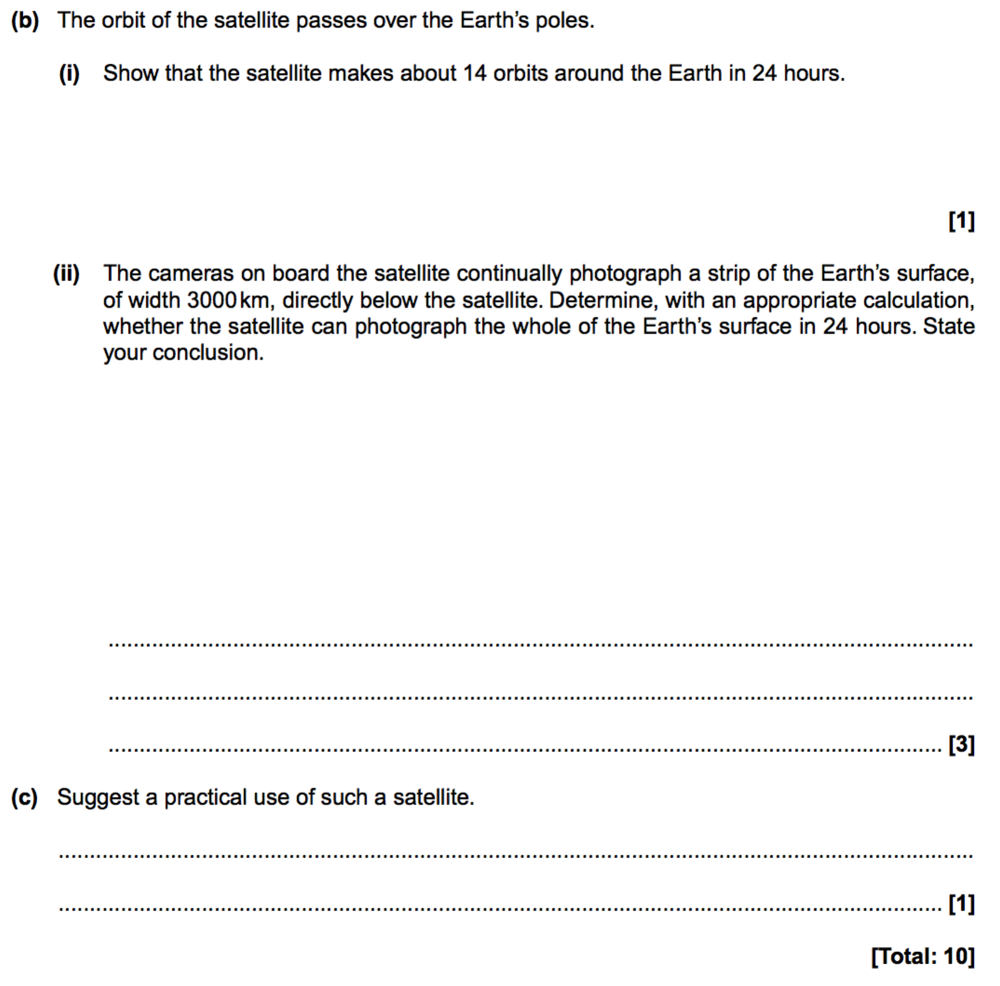 (b) The orbit of the satellite passes over the Earth's poles.
(i) Show that the satellite makes about 14 orbits around the Earth in 24 hours.
[1]
(ii) The cameras on board the satellite continually photograph a strip of the Earth's surface,
of width 3000 km, directly below the satellite. Determine, with an appropriate calculation,
whether the satellite can photograph the whole of the Earth's surface in 24 hours. State
your conclusion.
[3]
(c) Suggest a practical use of such a satellite.
[1]
[Total: 10]